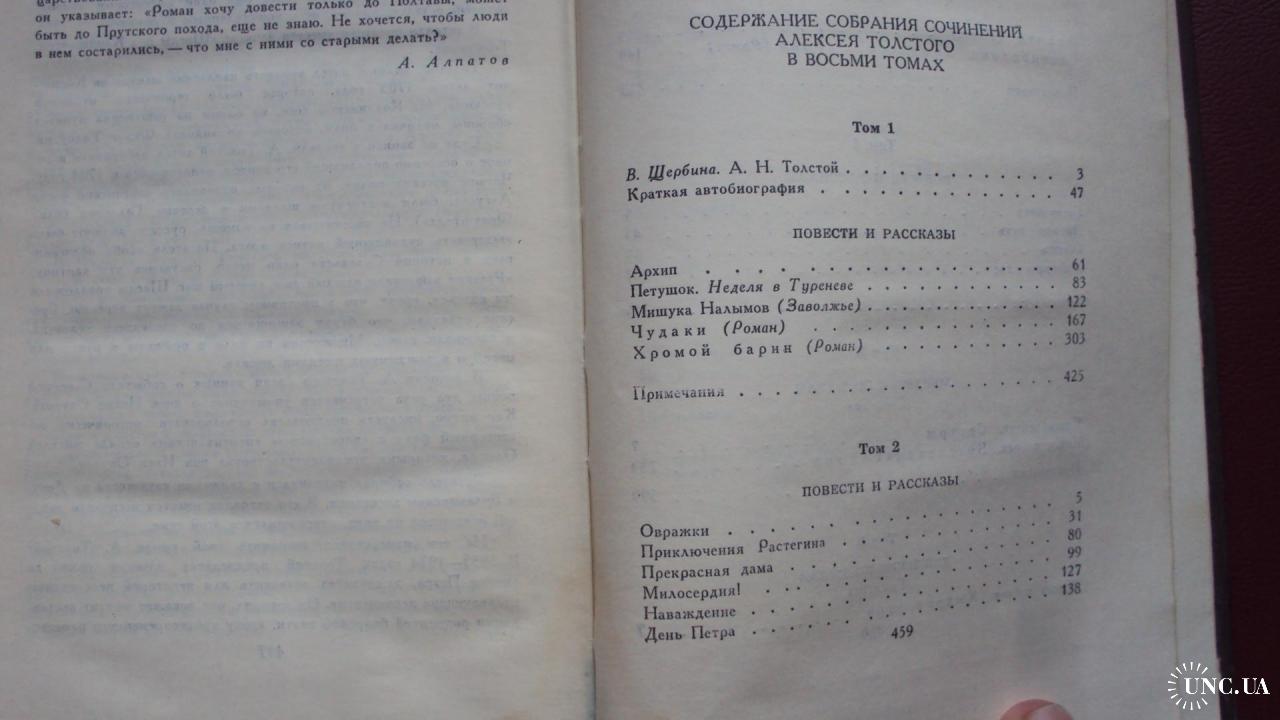 он указывает: «Роман хочу довести только до Полтавы, может
быть до Прутского похода, еще не знаю. Не хочется, чтобы люди
в нем состарились, — что мне с ними со старыми делать?»
А. Алпатов
СОДЕРЖАНИЕ СОБРАНИЯ СОЧИНЕНИЙ
АЛЕКСЕЯ ТОЛСТОГО
В ВОСЬМИ ТОМАХ
Том 1
В. Щербина. А. Н. Толстой . . . . . . . . . . . . . 3
Краткая автобиография . . . . . . . . . . . . . . 47
ПОВЕСТИ И РАССКАЗЫ
Архип . . . . . . . . . . . . . . . . . . . . 61
Петушок. Неделя в Туреневе . . . . . . . . . . . . 83
Мишука Налымов (Заволжье) . . . . . . . . . . . . 122
Чудаки (Роман) . . . . . . . . . . . . . . . 167
Хромой барин (Роман) . . . . . . . . . . . . 303
Примечания . . . . . . . . . . . . . . . . . . 425
Том 2
ПОВЕСТИ И РАССКАЗЫ
Овражки . . . . . . . . . . . . . . . . . . . 5
Приключения Растегина . . . . . . . . . . . . . 31
Прекрасная дама . . . . . . . . . . . . . . . 80
Милосердия! . . . . . . . . . . . . . . . . . 99
Наваждение . . . . . . . . . . . . . . . . . 127
День Петра . . . . . . . . . . . . . . . . . 138
459
UNC.UA